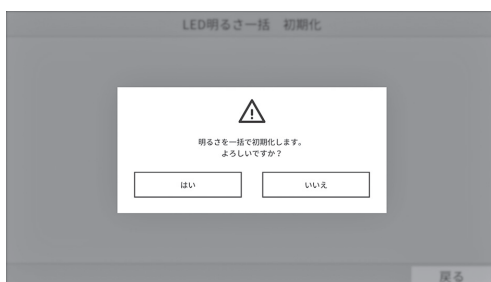 LED明るさ一括　初期化
明るさを一括で初期化します。
よろしいですか？
はい
いいえ
戻る